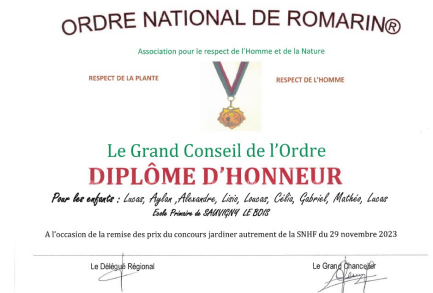 ORDRE NATIONAL DE ROMARIN®
Association pour le respect de l'Homme et de la Nature
RESPECT DE LA PLANTE
RESPECT DE L'HOMME
Le Grand Conseil de l'Ordre
DIPLÔME D'HONNEUR
Pour les enfants : Lucas, Aylan ,Alexandre, Lisio, Loucas, Célia, Gabriel, Mathéo, Lucas
Ecole Primaire de SAUVIGNY LE BOIS
A l'occasion de la remise des prix du concours jardiner autrement de la SNHF du 29 novembre 2023
Le Délégué Régional
Le Grand Chancelier